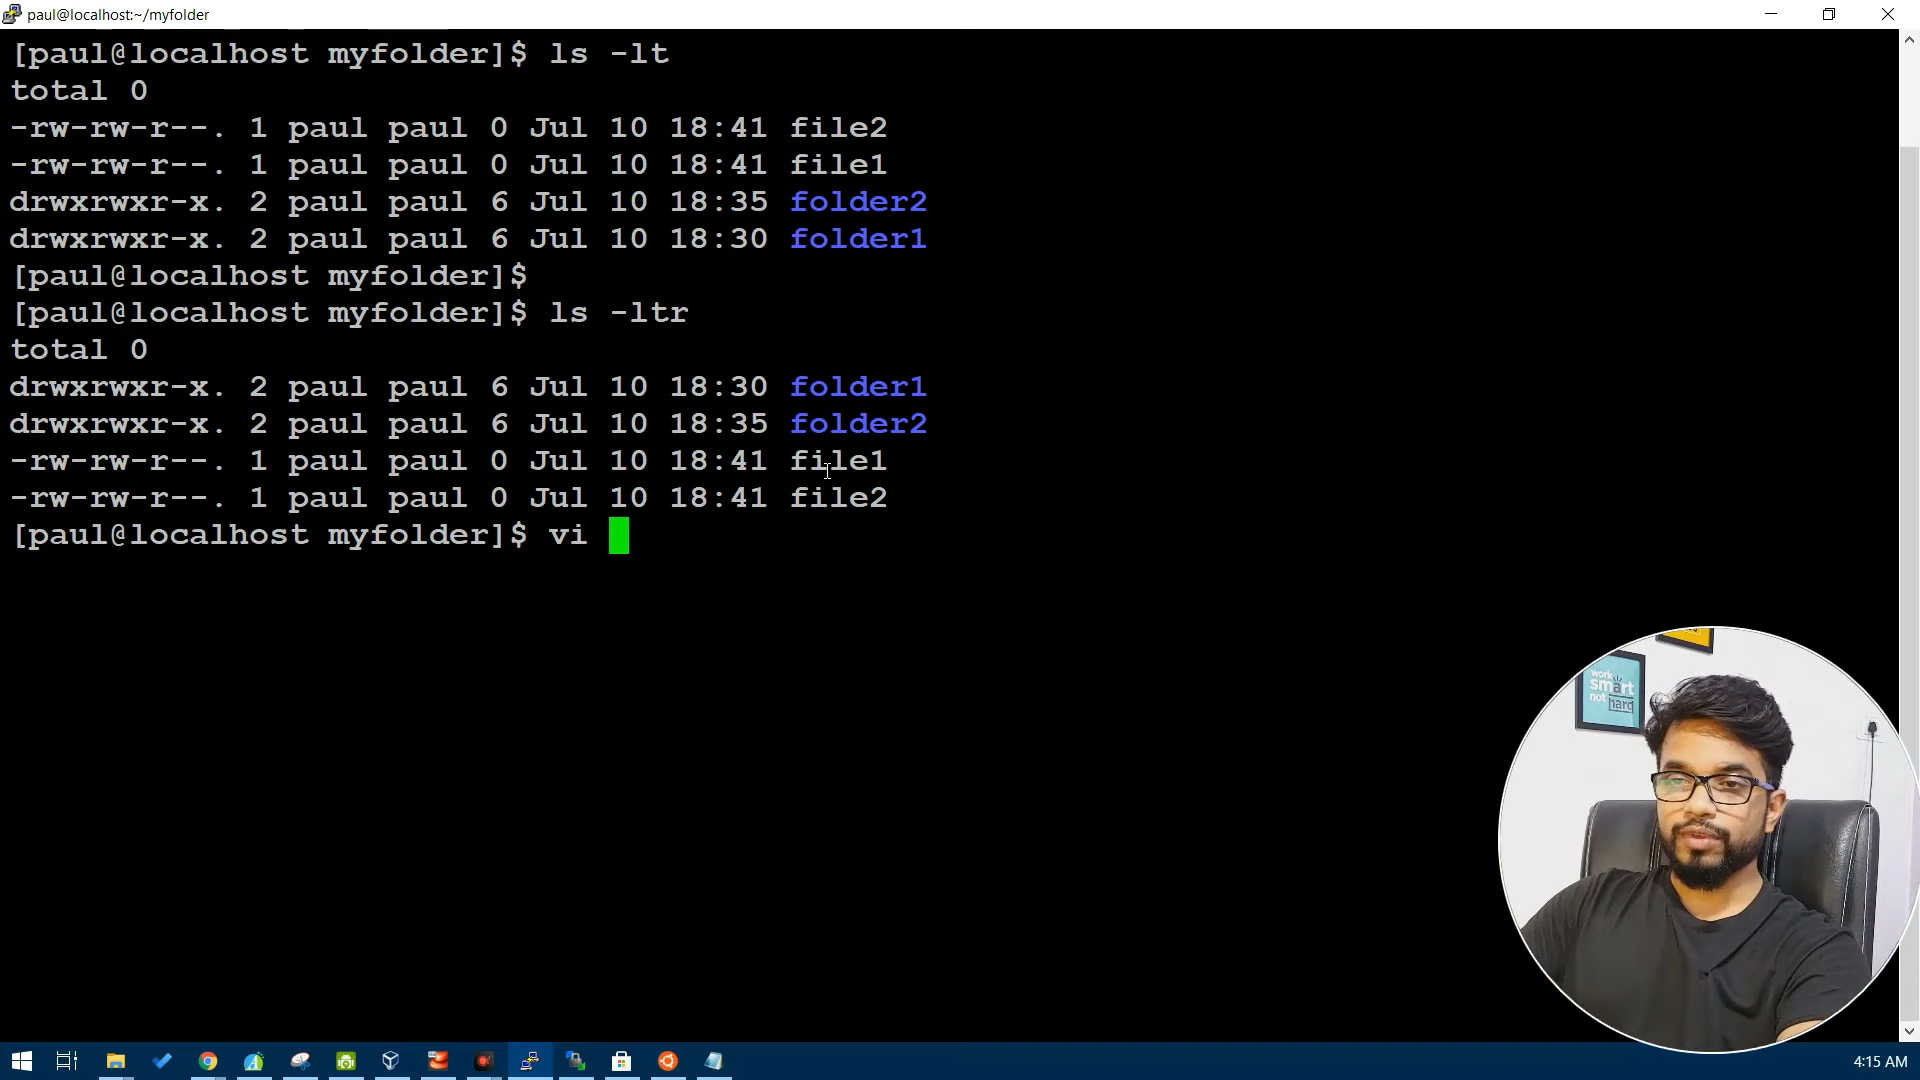 paul@localhost:~/myfolder
[paul@localhost myfolder]$ ls -lt
total 0
-rw-rw-r--. 1 paul paul 0 Jul 10 18:41 file2
-rw-rw-r--. 1 paul paul 0 Jul 10 18:41 file1
drwxrwxr-x. 2 paul paul 6 Jul 10 18:35 folder2
drwxrwxr-x. 2 paul paul 6 Jul 10 18:30 folder1
[paul@localhost myfolder]$
[paul@localhost myfolder]$ ls -ltr
total 0
drwxrwxr-x. 2 paul paul 6 Jul 10 18:30 folder1
drwxrwxr-x. 2 paul paul 6 Jul 10 18:35 folder2
-rw-rw-r--. 1 paul paul 0 Jul 10 18:41 file1
-rw-rw-r--. 1 paul paul 0 Jul 10 18:41 file2
[paul@localhost myfolder]$ vi
work
smart
not hard
4:15 AM